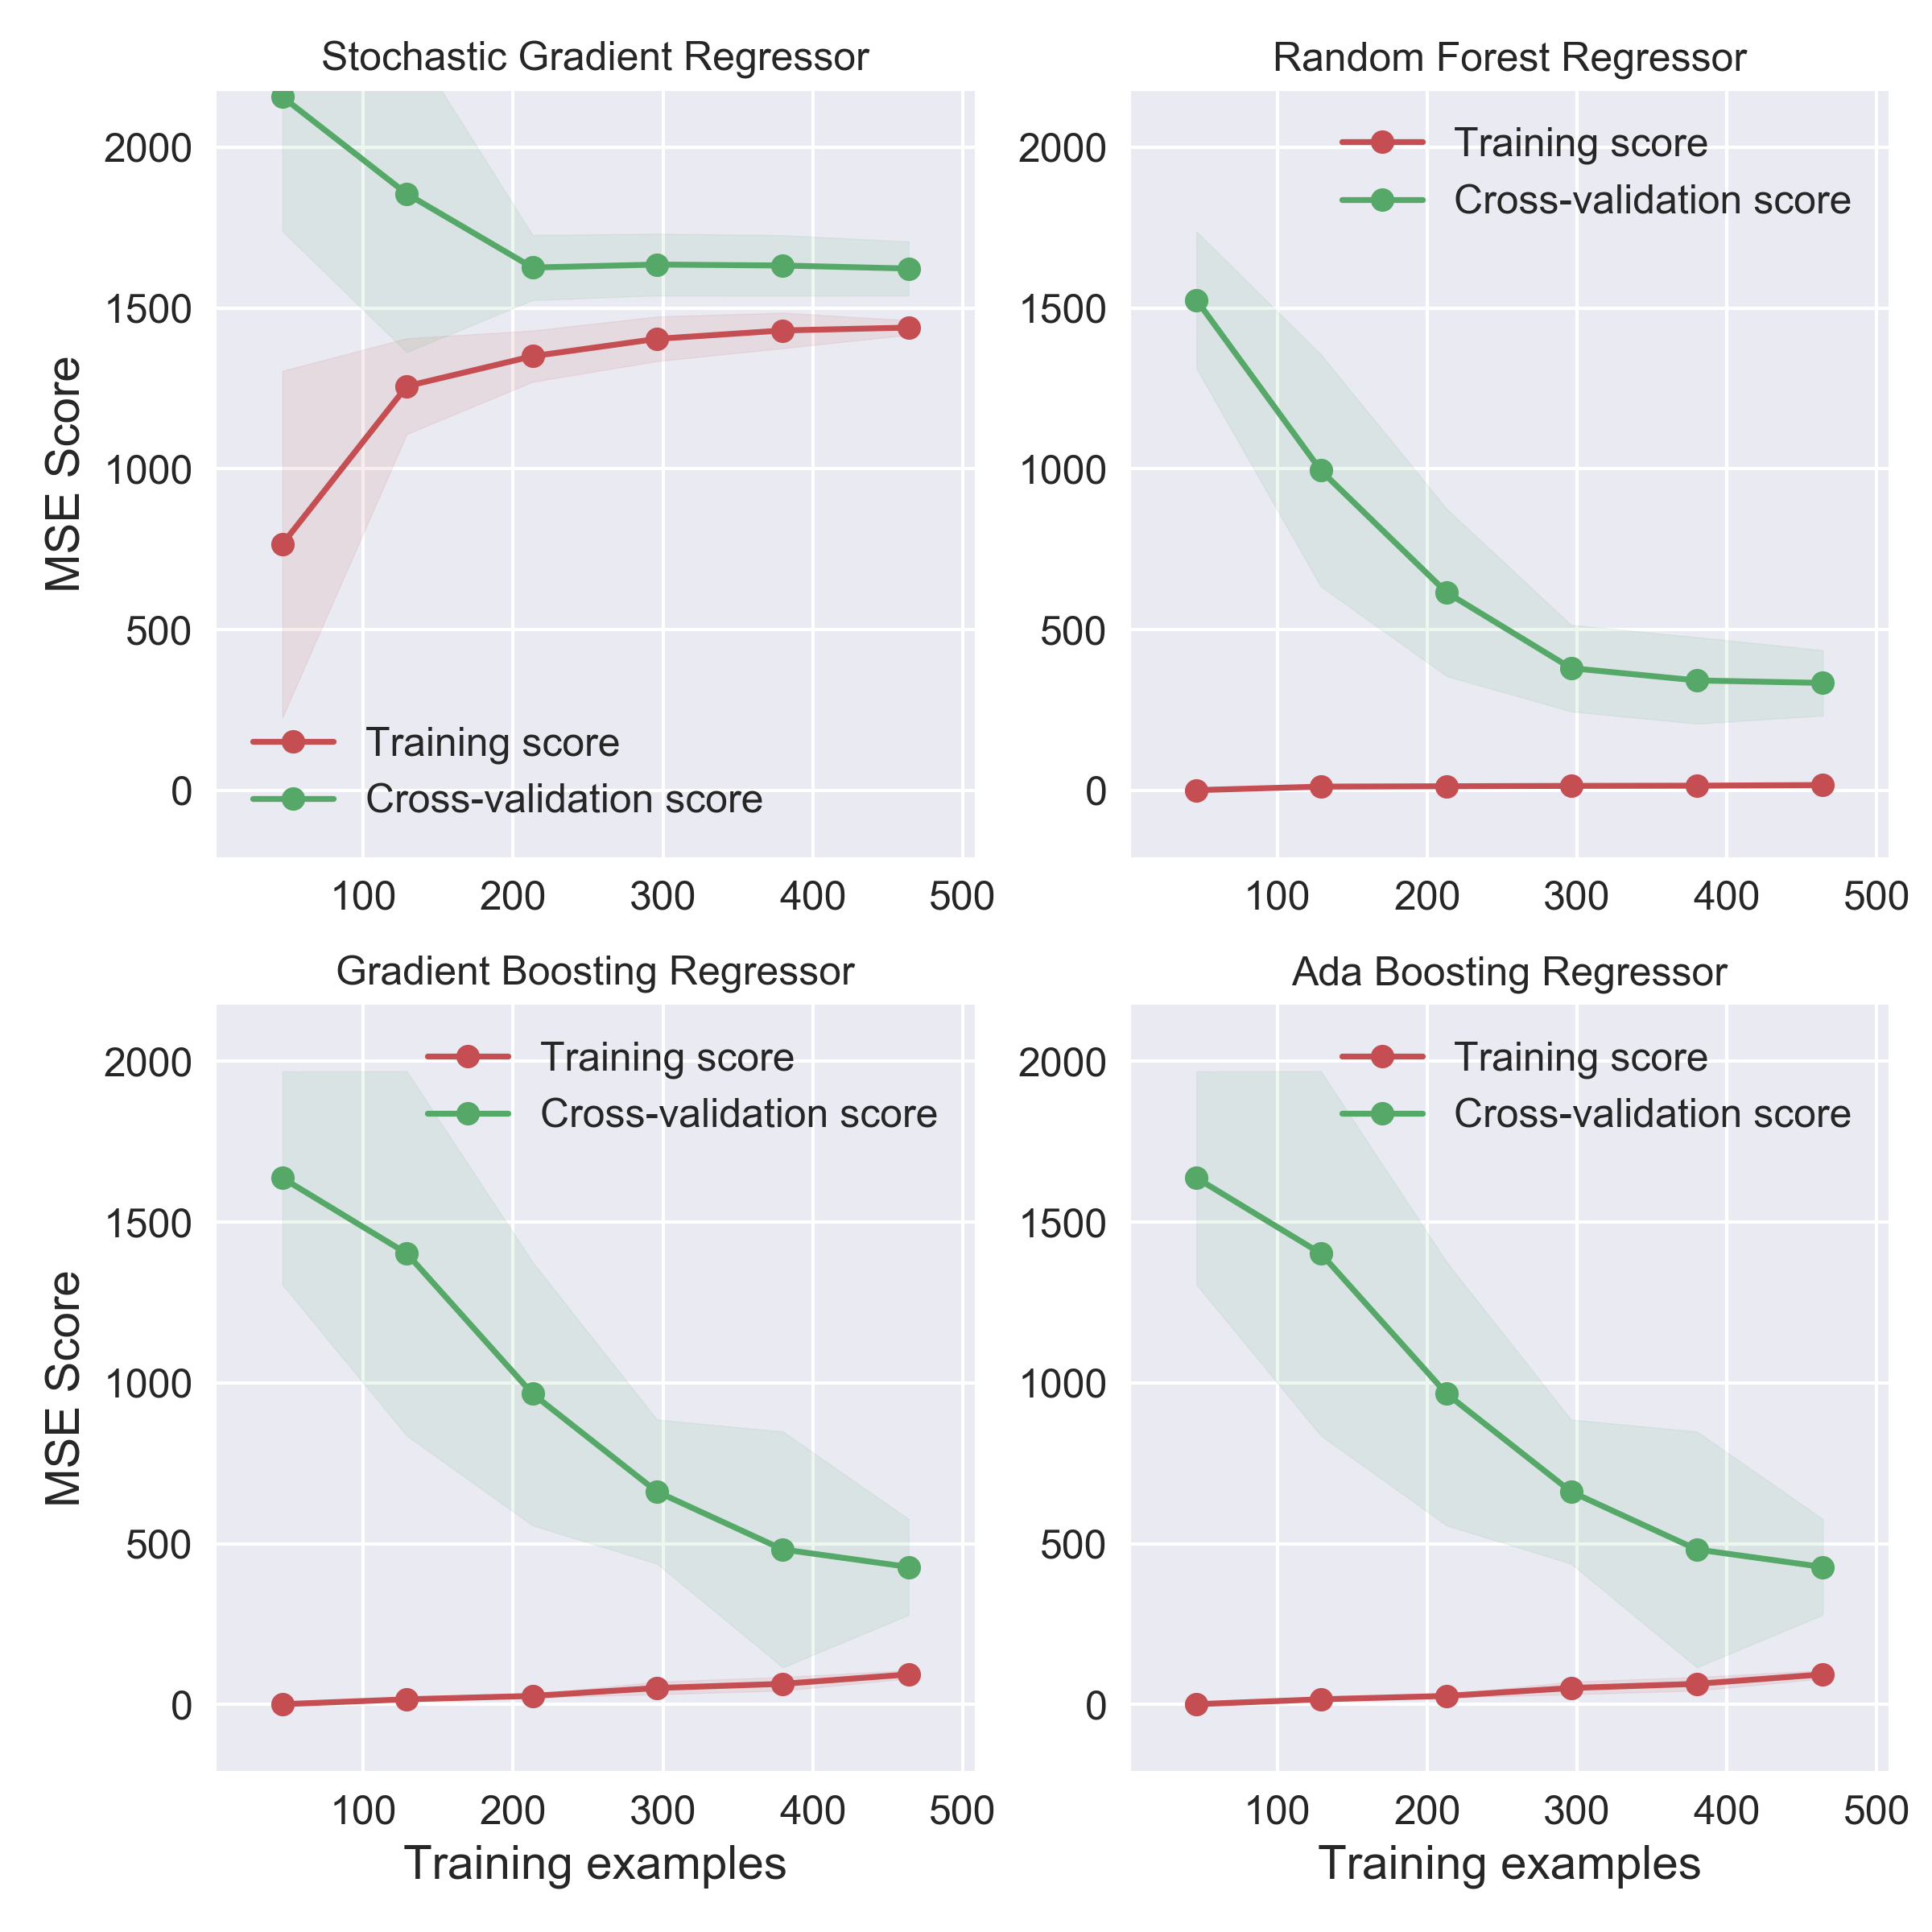 Stochastic Gradient Regressor
Random Forest Regressor
MSE Score
2000
1500
1000
500
0
Training score
Cross-validation score
100 200 300 400 500
2000
1500
1000
500
0
Training score
Cross-validation score
100 200 300 400 500
Gradient Boosting Regressor
Ada Boosting Regressor
MSE Score
2000
1500
1000
500
0
Training score
Cross-validation score
100 200 300 400 500
Training examples
2000
1500
1000
500
0
Training score
Cross-validation score
100 200 300 400 500
Training examples